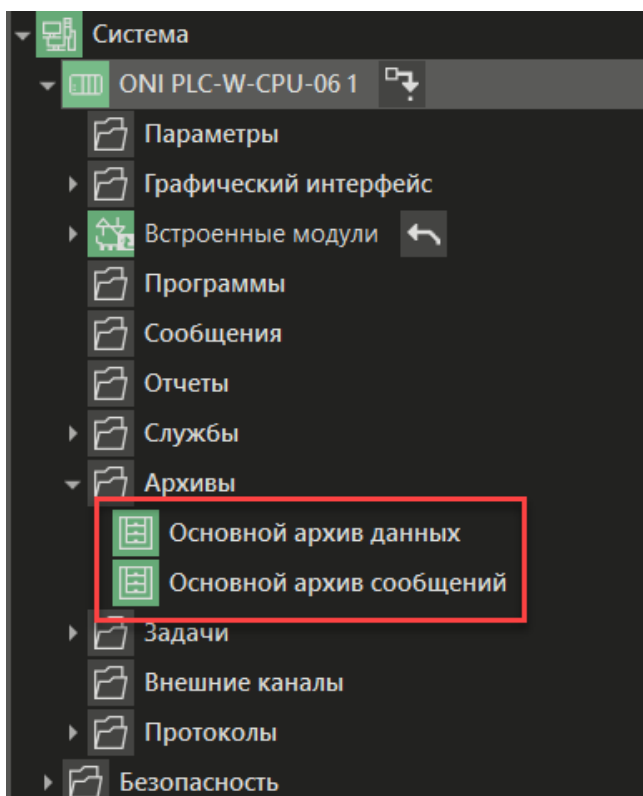 Система
ONI PLC-W-CPU-06 1
Параметры
Графический интерфейс
Встроенные модули
Программы
Сообщения
Отчеты
Службы
Архивы
Основной архив данных
Основной архив сообщений
Задачи
Внешние каналы
Протоколы
Безопасность